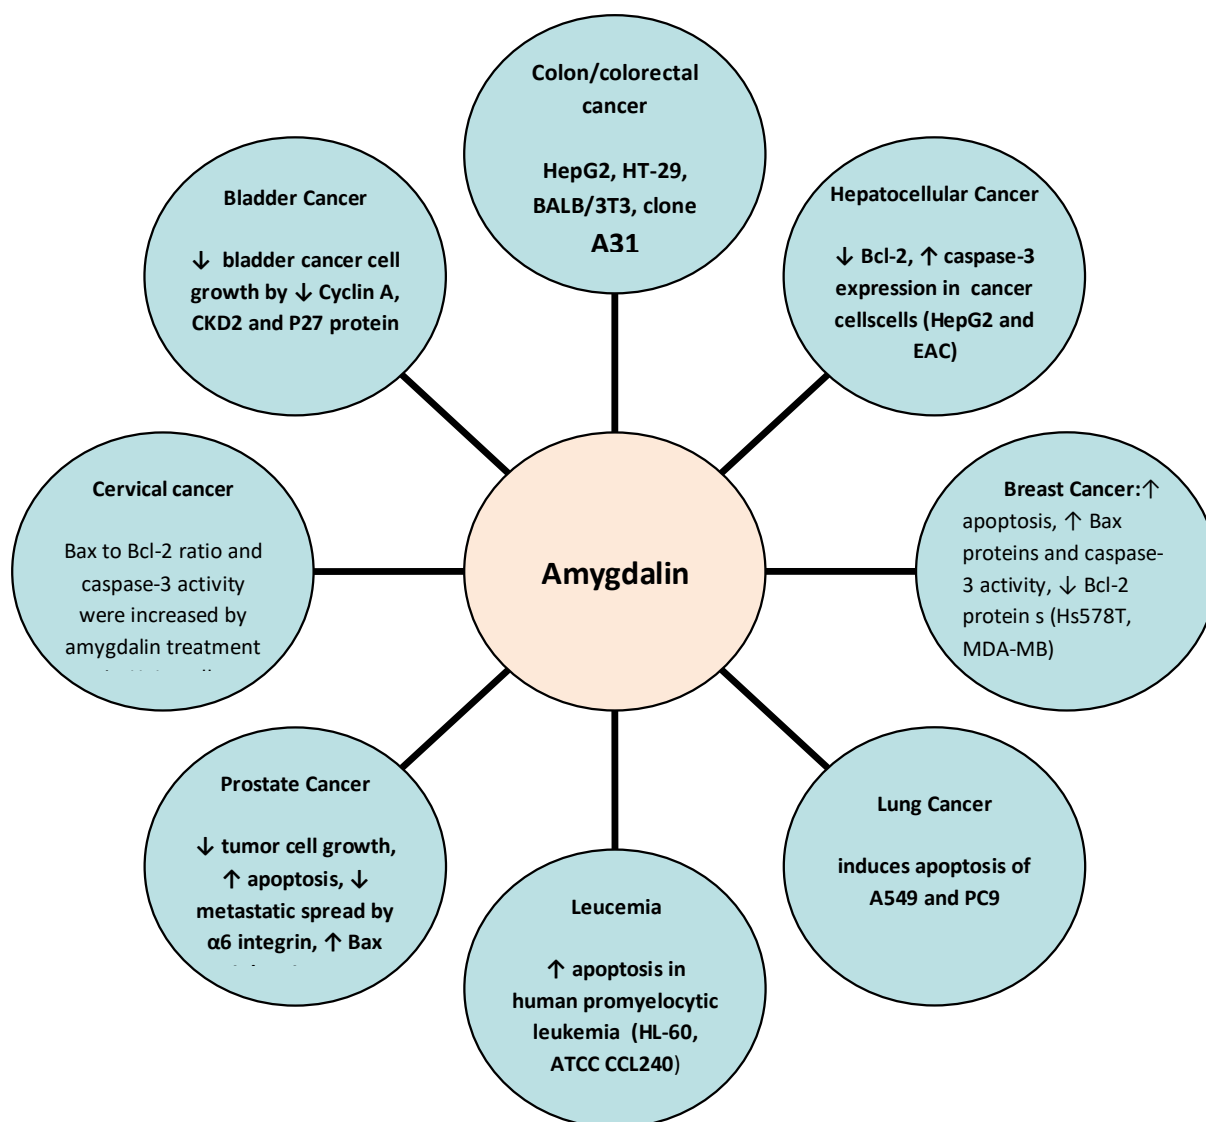 Colon/colorectal
cancer
HepG2, HT-29,
BALB/3T3, clone
A31
Hepatocellular Cancer
↓ Bcl-2, ↑ caspase-3
expression in cancer
cellscells (HepG2 and
EAC)
Breast Cancer:↑
apoptosis, ↑ Bax
proteins and caspase-
3 activity, ↓ Bcl-2
protein s (Hs578T,
MDA-MB)
Lung Cancer
induces apoptosis of
A549 and PC9
Leucemia
↑ apoptosis in
human promyelocytic
leukemia (HL-60,
ATCC CCL240)
Prostate Cancer
↓ tumor cell growth,
↑ apoptosis, ↓
metastatic spread by
α6 integrin, ↑ Bax
Cervical cancer
Bax to Bcl-2 ratio and
caspase-3 activity
were increased by
amygdalin treatment
Bladder Cancer
↓ bladder cancer cell
growth by ↓ Cyclin A,
CKD2 and P27 protein
Amygdalin